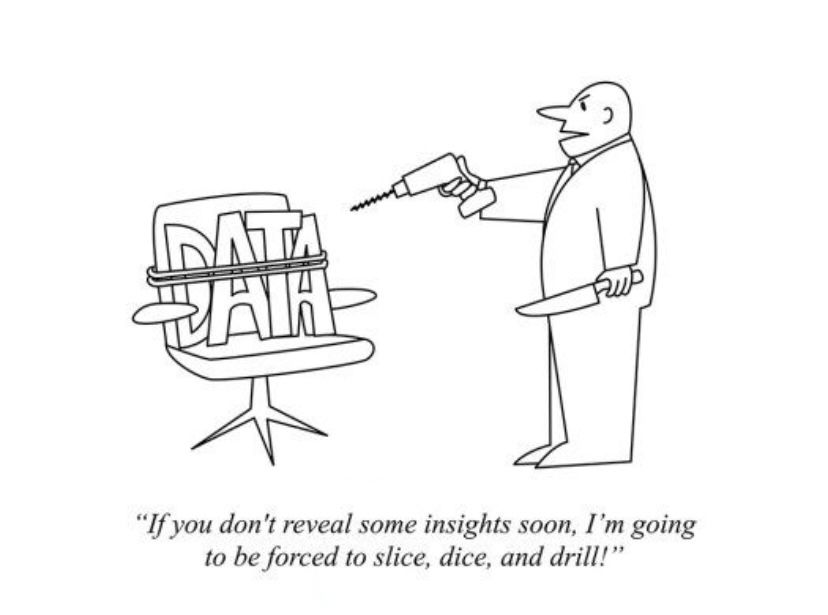 DATA
“If you don't reveal some insights soon, I’m going
to be forced to slice, dice, and drill!”